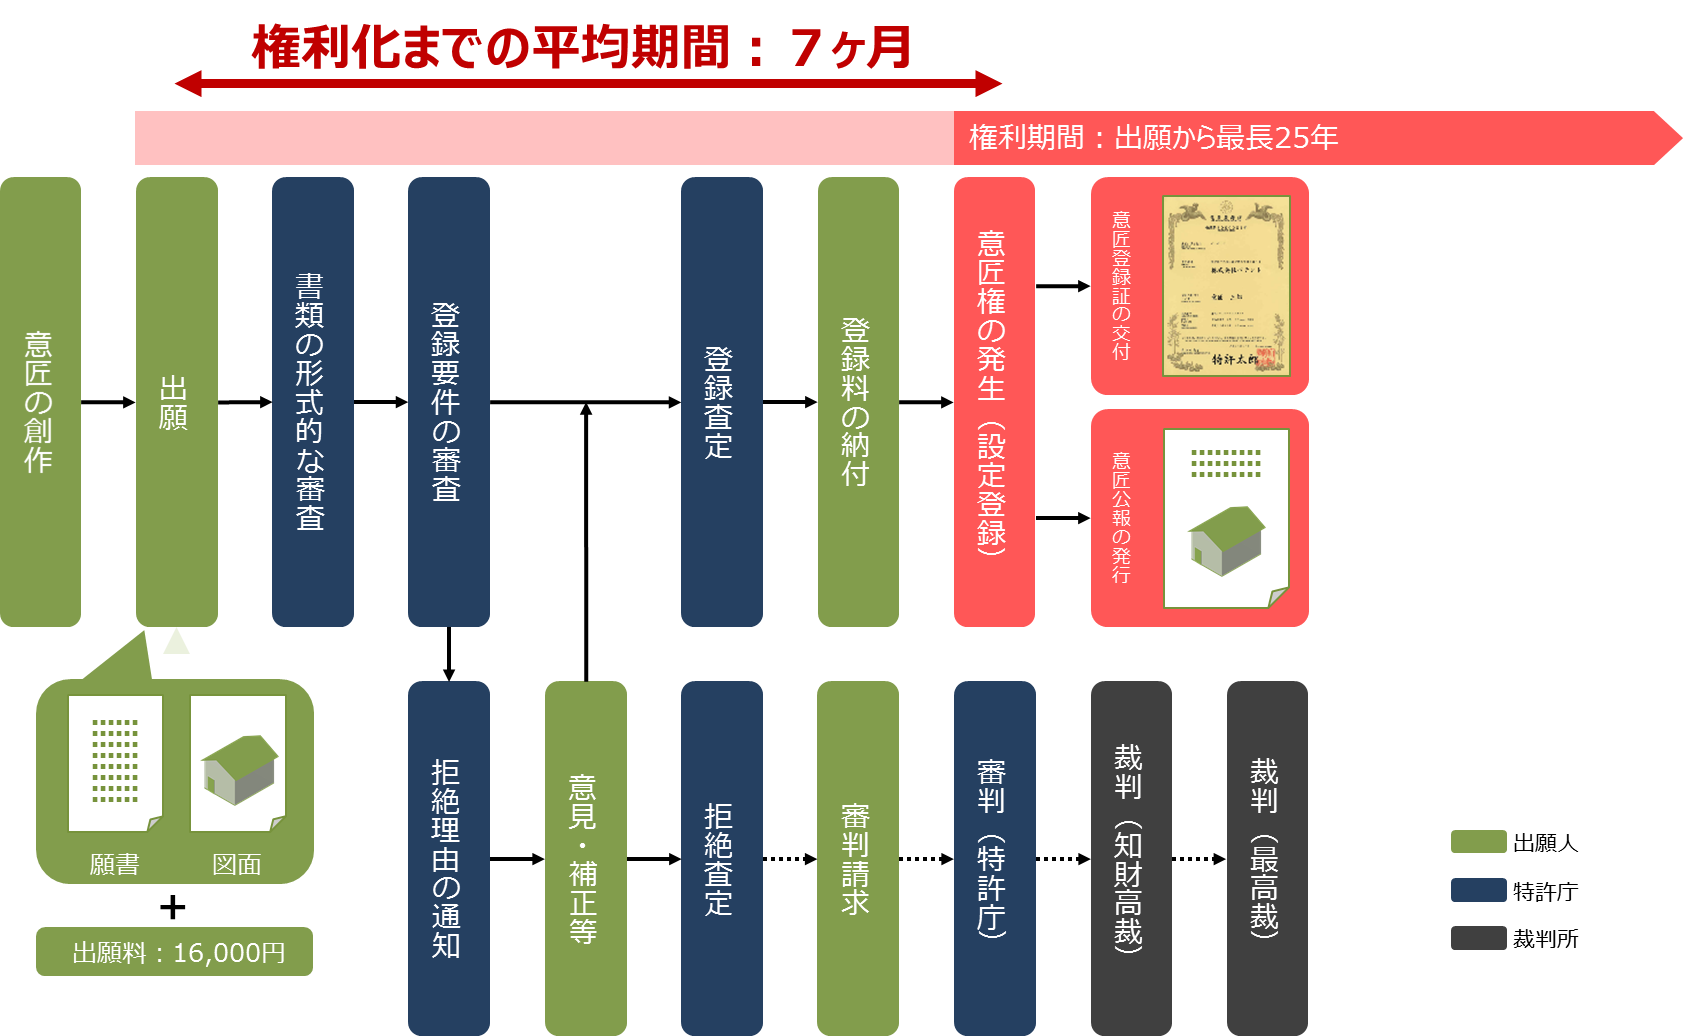 権利化までの平均期間：７ヶ月
権利期間：出願から最長25年
意匠の創作
出願
書類の形式的な審査
登録要件の審査
登録査定
登録料の納付
意匠権の発生（設定登録）
意匠登録証の交付
特許太郎
意匠公報の発行
願書
図面
＋
出願料：16,000円
拒絶理由の通知
意見・補正等
拒絶査定
審判請求
審判（特許庁）
裁判（知財高裁）
裁判（最高裁）
出願人
特許庁
裁判所